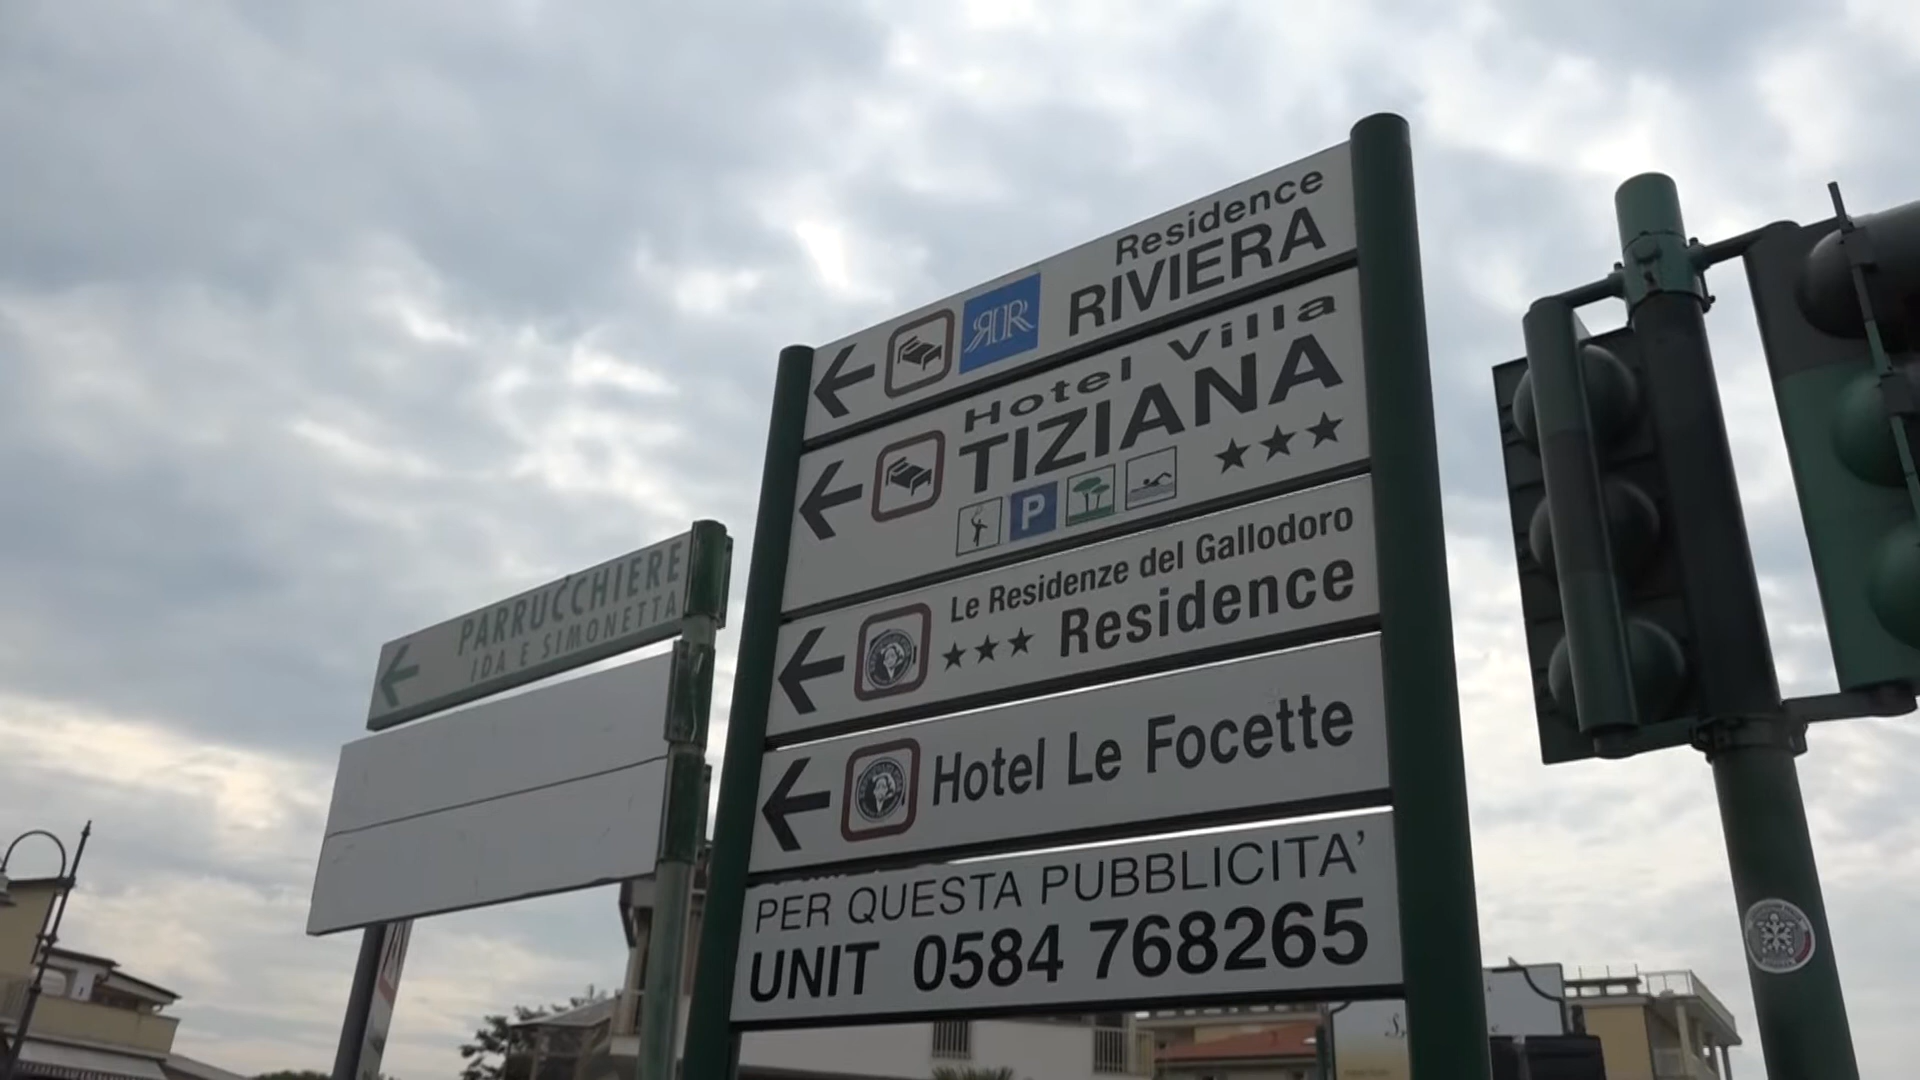 Residence
RIVIERA
Hotel Villa
TIZIANA
P
Le Residenze del Gallodoro
Residence
Hotel Le Focette
PER QUESTA PUBBLICITA'
UNIT 0584 768265
PARRUCCHIERE
IDA E SIMONETTA